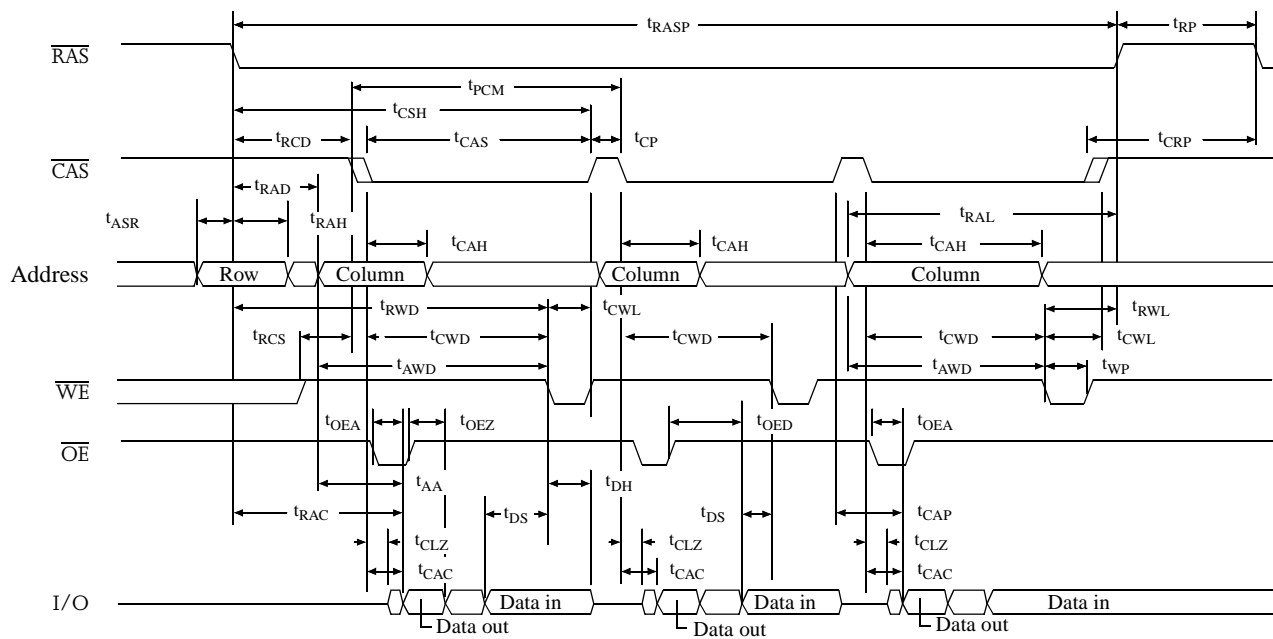 tRASP tRP
RAS
tPCM
tCSH
tRCD tCAS tCP tCRP
CAS
tRAD
tASR tRAH tRAL
tCAH tCAH tCAH
Address Row Column Column Column
tRWD tCWL tRWL
tRCS tCWD tCWD tCWD tCWL
tAWD tAWD tWP
WE
tOEA tOEZ tOED tOEA
OE
tAA tDH
tRAC tDS tDS tCAP
tCLZ tCLZ tCLZ
tCAC tCAC tCAC
I/O Data in Data in Data in
Data out Data out Data out